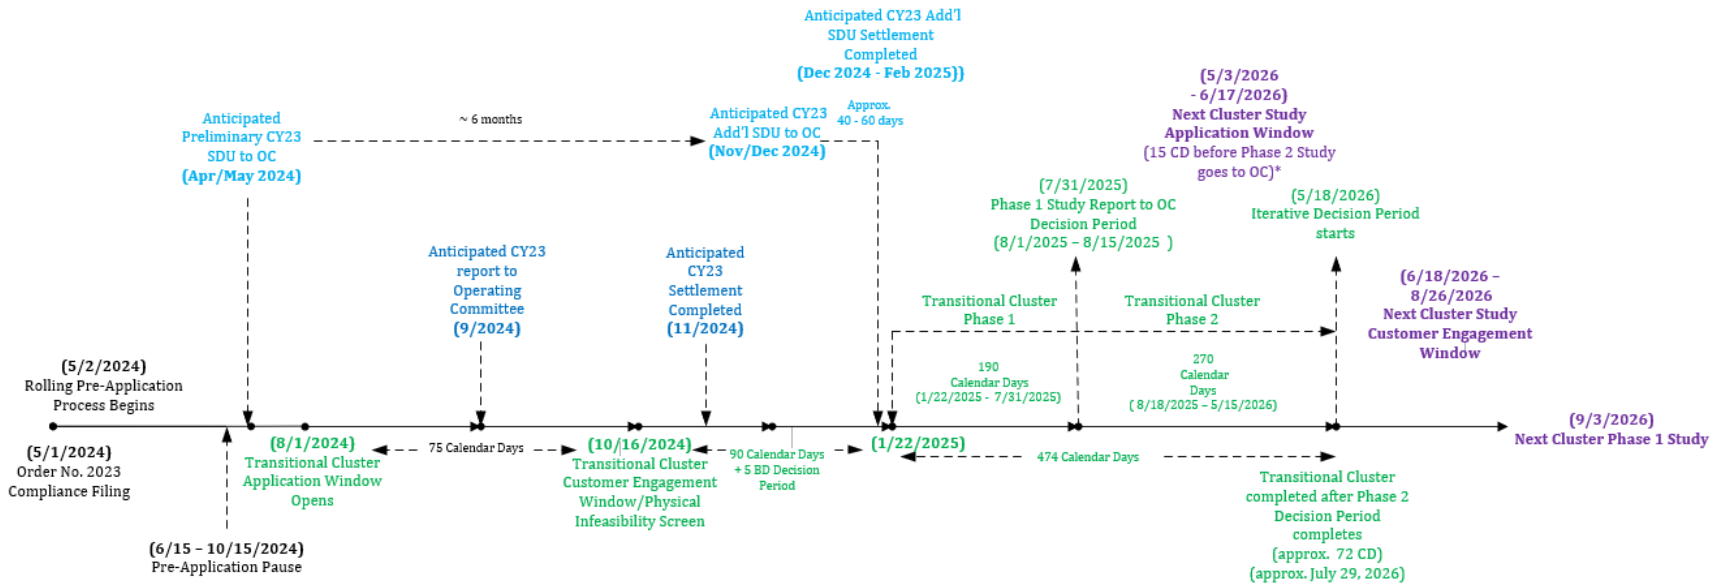 Anticipated CY23 Add'l
SDU Settlement
Completed
(Dec 2024 - Feb 2025))
Anticipated
Preliminary CY23
SDU to OC
(Apr/May 2024)
~ 6 months
Anticipated CY23
Add'l SDU to OC
(Nov/Dec 2024)
Approx.
40 - 60 days
(5/3/2026
- 6/17/2026)
Next Cluster Study
Application Window
(15 CD before Phase 2 Study
goes to OC)*
(7/31/2025)
Phase 1 Study Report to OC
Decision Period
(8/1/2025 – 8/15/2025 )
(5/18/2026)
Iterative Decision Period
starts
Anticipated CY23
report to
Operating
Committee
(9/2024)
Anticipated
CY23
Settlement
Completed
(11/2024)
Transitional Cluster
Phase 1
Transitional Cluster
Phase 2
(6/18/2026 –
8/26/2026
Next Cluster Study
Customer Engagement
Window
190
Calendar Days
(1/22/2025 - 7/31/2025)
270
Calendar
Days
( 8/18/2025 – 5/15/2026)
(5/2/2024)
Rolling Pre-Application
Process Begins
(5/1/2024)
Order No. 2023
Compliance Filing
(6/15 – 10/15/2024)
Pre-Application Pause
(8/1/2024)
Transitional Cluster
Application Window
Opens
75 Calendar Days
(10/16/2024)
Transitional Cluster
Customer Engagement
Window/Physical
Infeasibility Screen
90 Calendar Days
+ 5 BD Decision
Period
(1/22/2025)
474 Calendar Days
Transitional Cluster
completed after Phase 2
Decision Period
completes
(approx. 72 CD)
(approx. July 29, 2026)
(9/3/2026)
Next Cluster Phase 1 Study